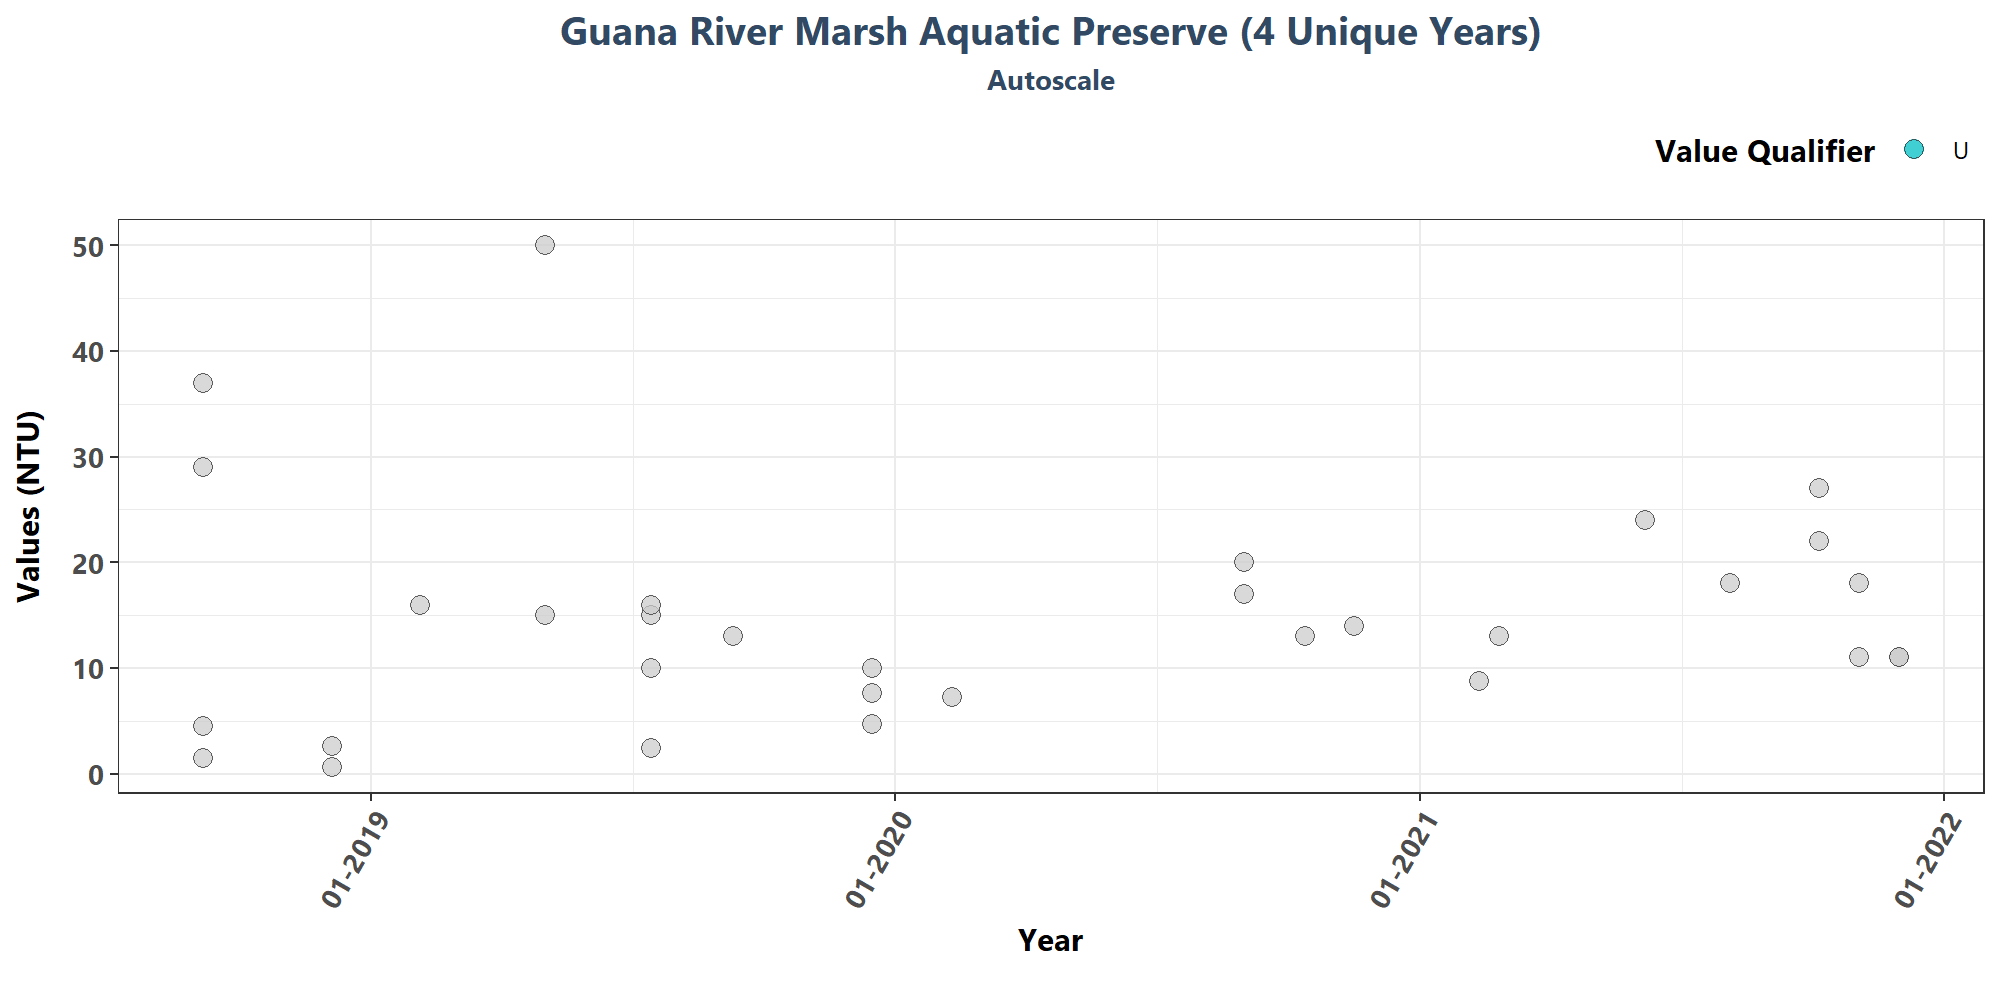 Guana River Marsh Aquatic Preserve (4 Unique Years)
Autoscale
Value Qualifier U
Values (NTU)
50
40
30
20
10
0
01-2019 01-2020 01-2021 01-2022
Year